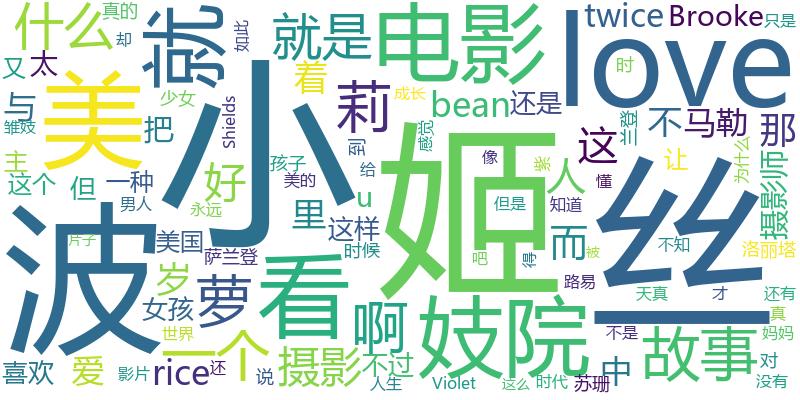 什么
就
就是
电影
love
twice
Brooke
只是
真的
却
如此
又
太
着
时
少女
成长
莉
bean
还是
与
美
小
Shields
感觉
兰登
不
马勒
那
雏妓
把
到
这
主
孩子
给
像
紫
让
为什么
摄影师
这个
但
一种
好
美的
姬
人
懂
男人
永远
里
u
但是
知道
丝
波
片子
美国
这样
而
不知
被
洛丽塔
萨兰登
时候
吧
得
岁
萝
看
路易
女孩
啊
妓院
天真
才
还有
世界
一个
不是
故事
真
妈妈
喜欢
爱
影片
rice
还
说
摄影
不过
人生
Violet
这么
时代
苏珊
中
对
没有